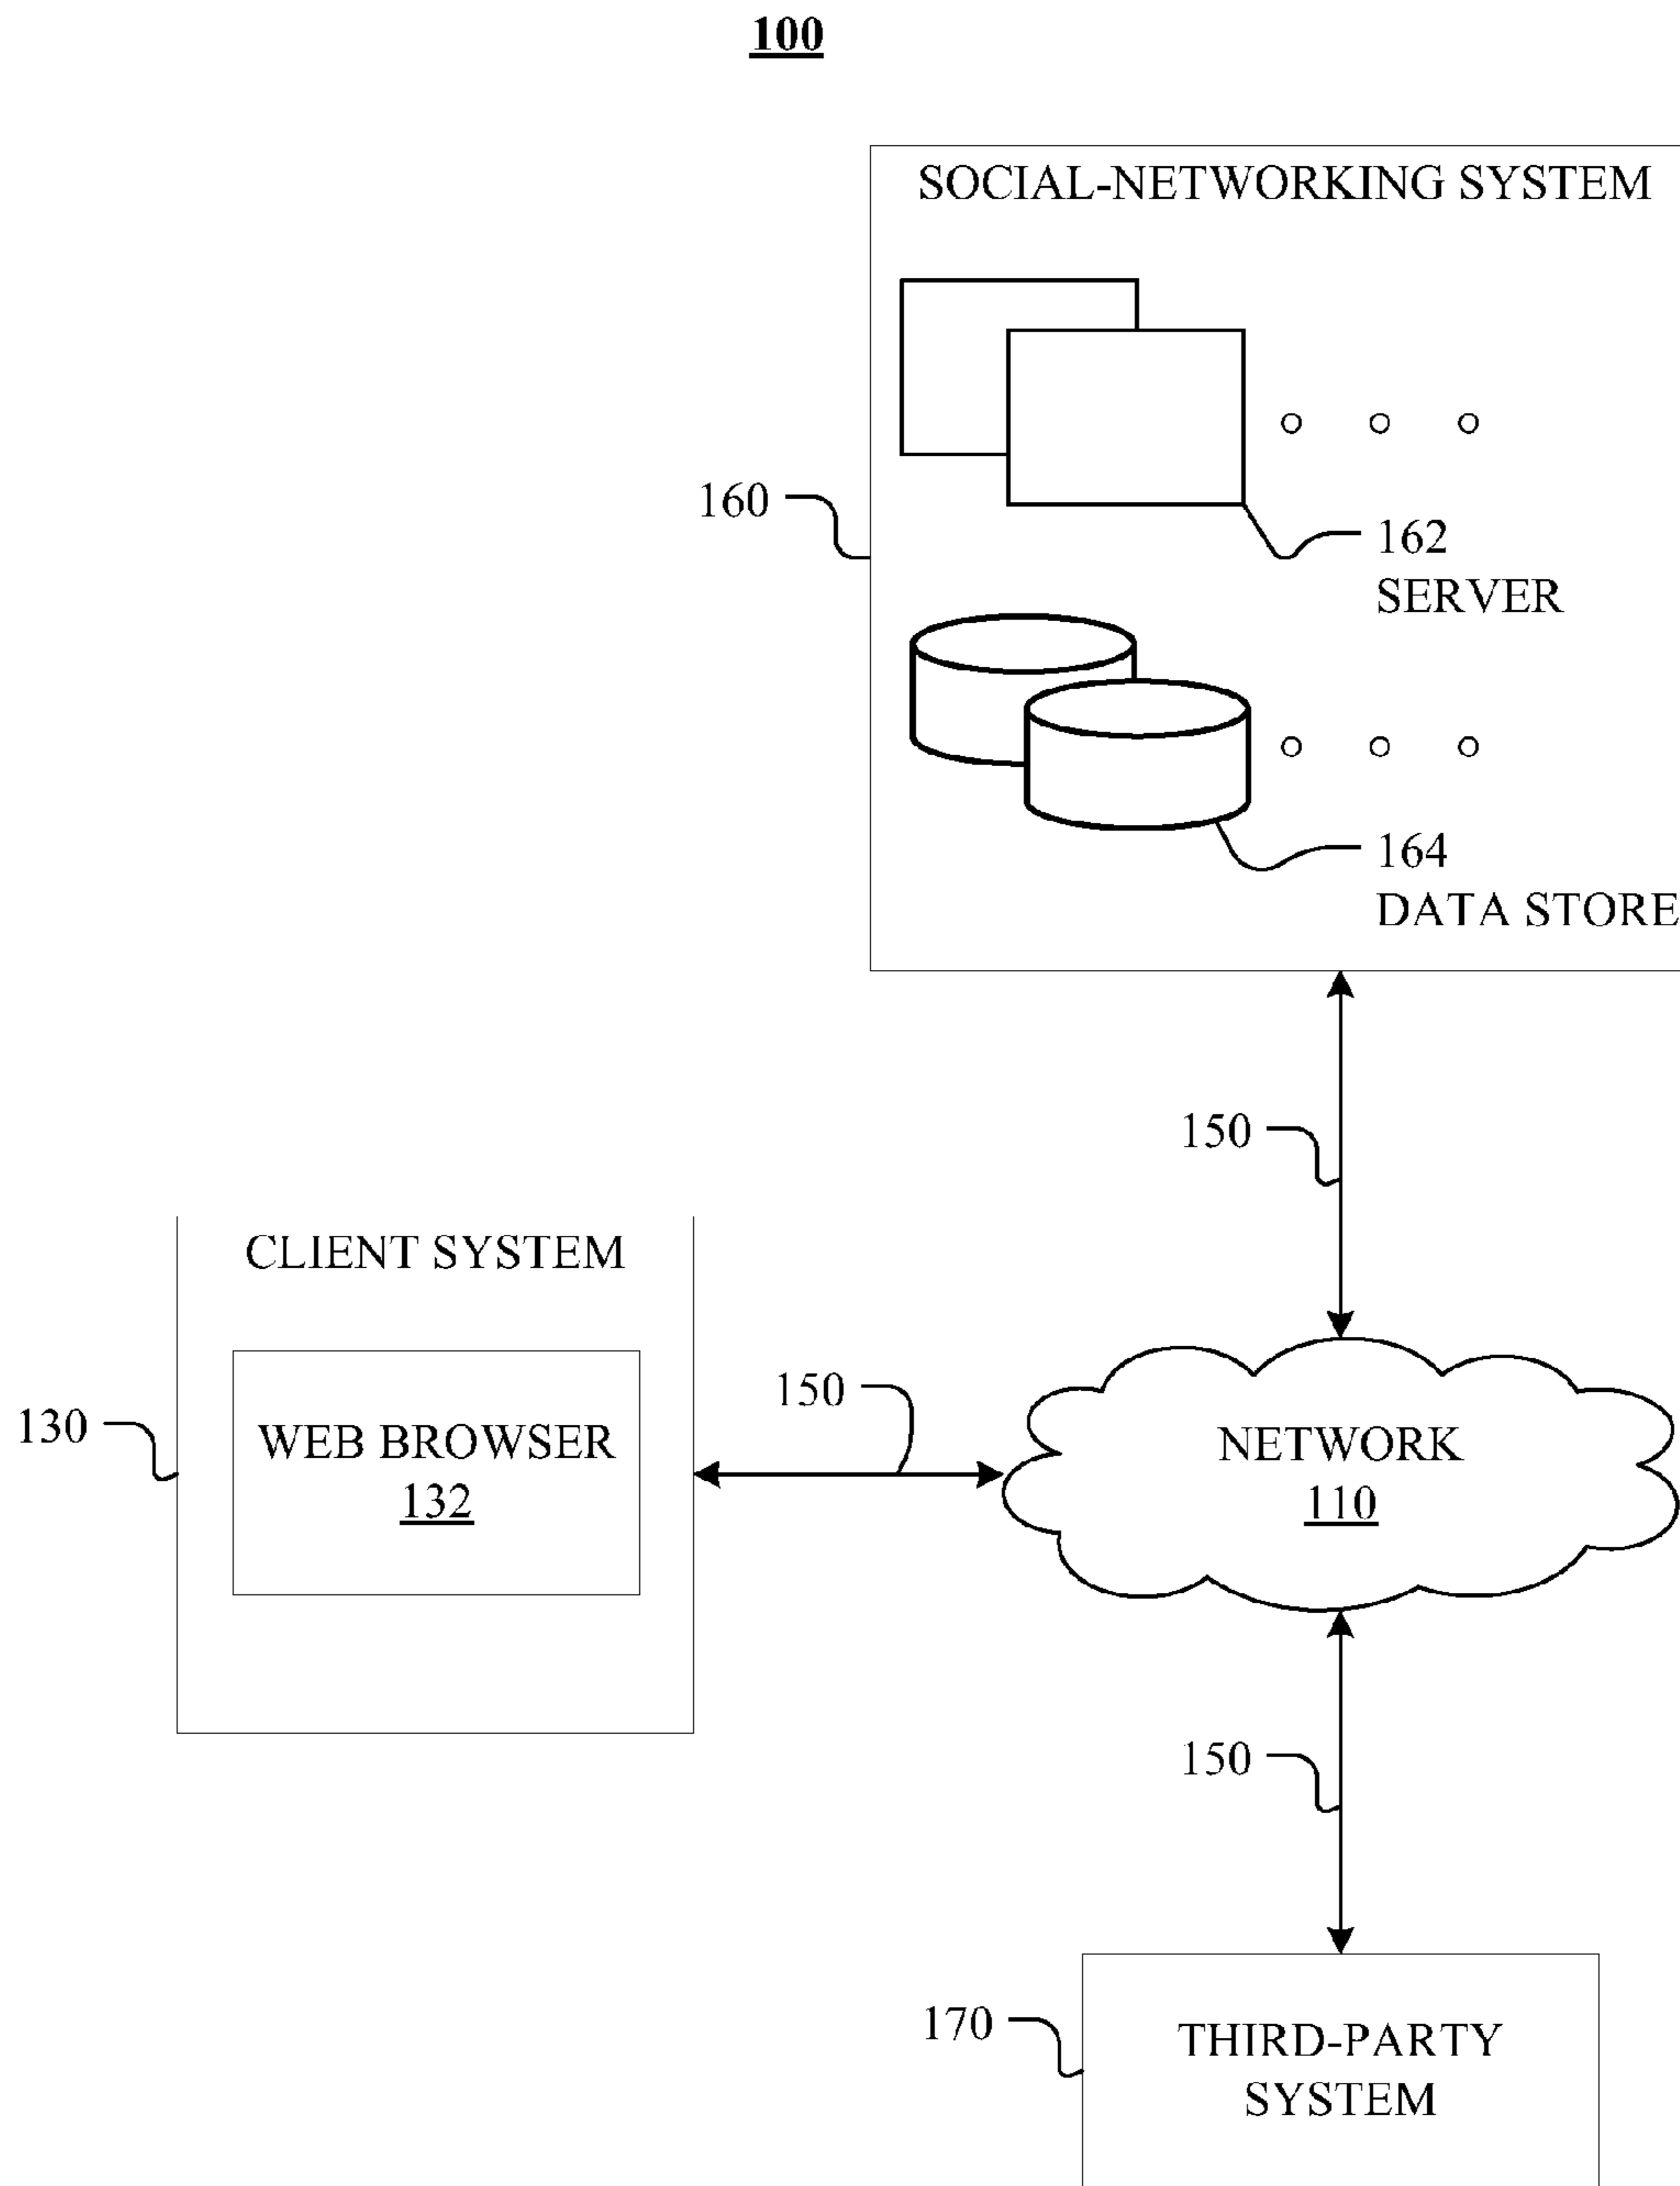 100
SOCIAL-NETWORKING SYSTEM
160
162
SERVER
164
DATA STORE
150
CLIENT SYSTEM
130
WEB BROWSER
132
150
NETWORK
110
150
170
THIRD-PARTY
SYSTEM